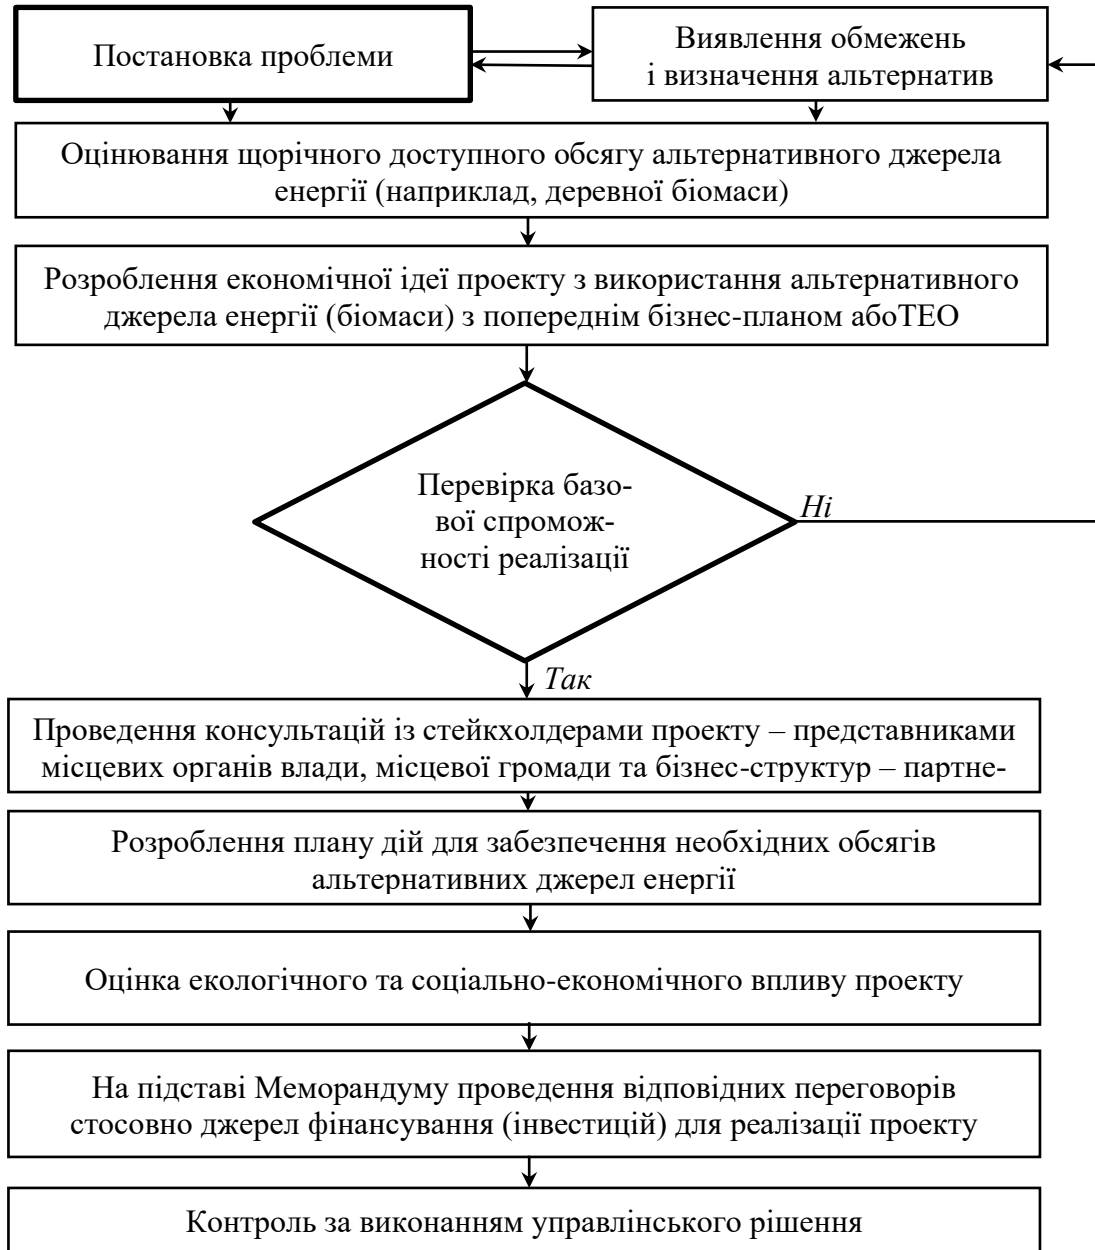 Постановка проблеми
Виявлення обмежень
і визначення альтернатив
Оцінювання щорічного доступного обсягу альтернативного джерела
енергії (наприклад, деревної біомаси)
Розроблення економічної ідеї проекту з використання альтернативного
джерела енергії (біомаси) з попереднім бізнес-планом абоТЕО
Перевірка базо-
вої спромож-
ності реалізації
Ні
Так
Проведення консультацій із стейкхолдерами проекту – представниками
місцевих органів влади, місцевої громади та бізнес-структур – партне-
Розроблення плану дій для забезпечення необхідних обсягів
альтернативних джерел енергії
Оцінка екологічного та соціально-економічного впливу проекту
На підставі Меморандуму проведення відповідних переговорів
стосовно джерел фінансування (інвестицій) для реалізації проекту
Контроль за виконанням управлінського рішення